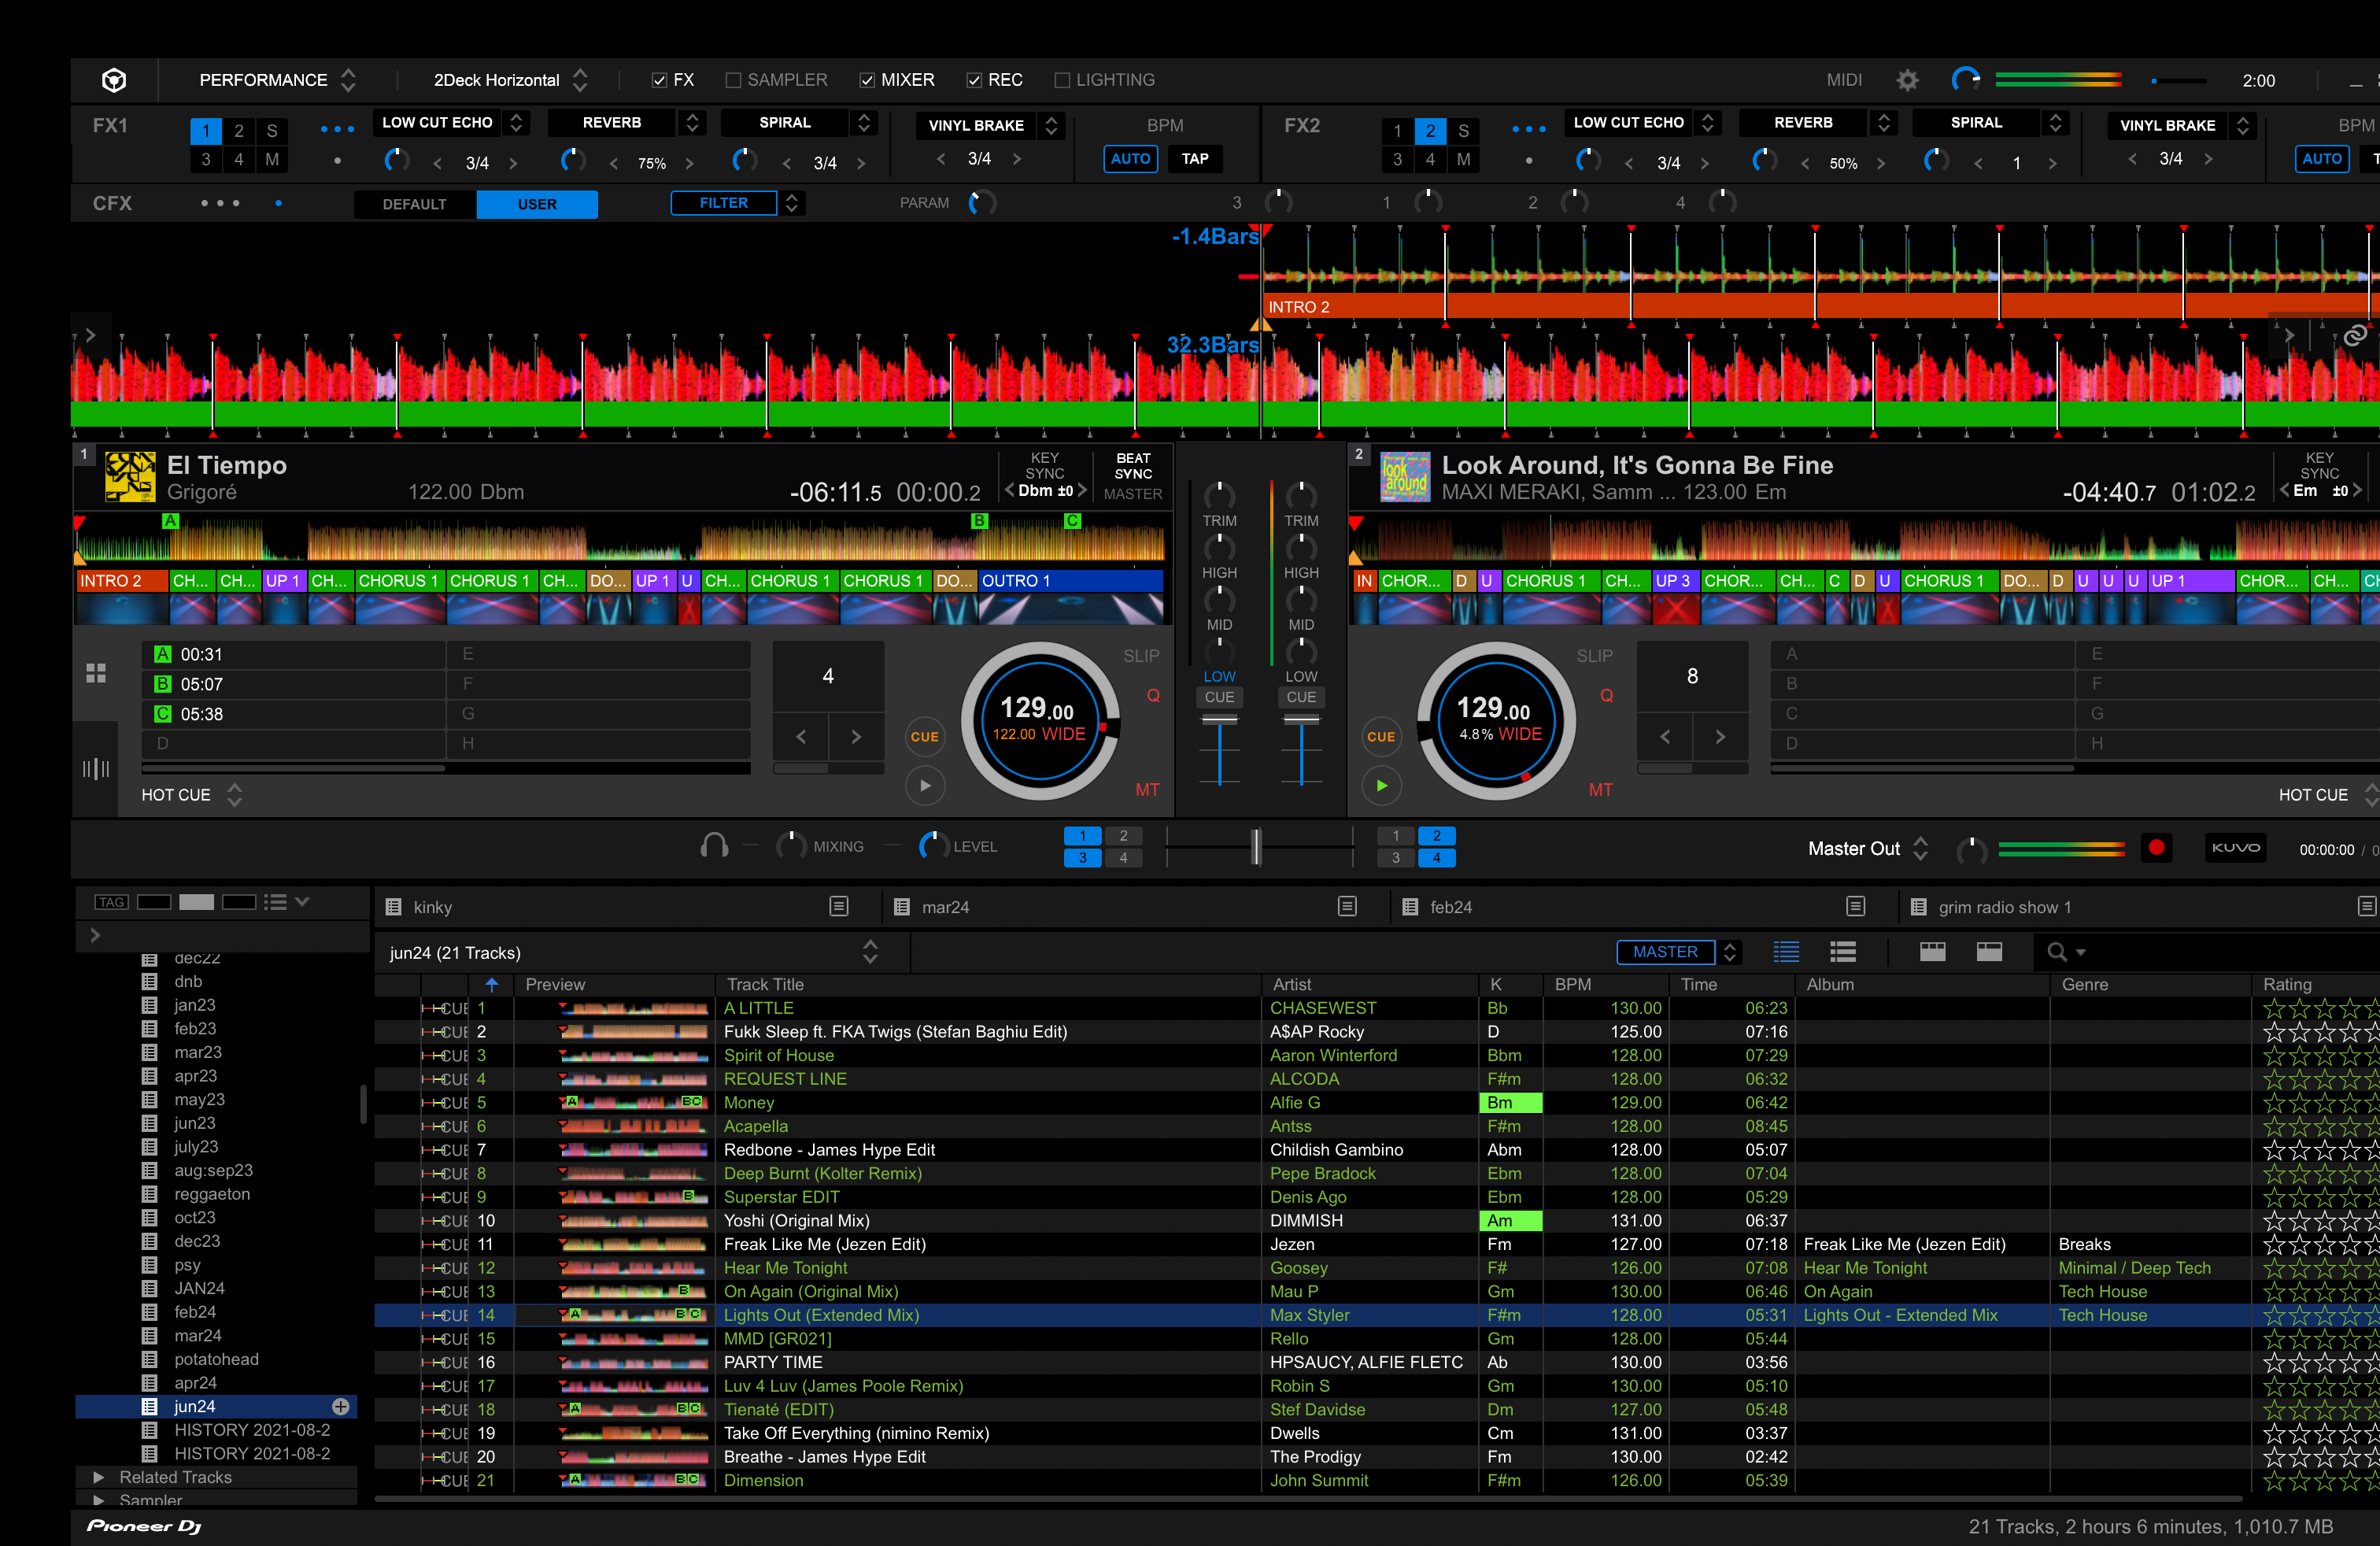 PERFORMANCE 2Deck Horizontal FX SAMPLER MIXER REC LIGHTING MIDI 2:00
FX1 1 2 S LOW CUT ECHO REVERB SPIRAL VINYL BRAKE BPM FX2 1 2 S LOW CUT ECHO REVERB SPIRAL VINYL BRAKE BPM
3 4 M 3/4 75% 3/4 3/4 AUTO TAP 3 4 M 3/4 50% 1 3/4 AUTO
CFX DEFAULT USER FILTER PARAM 3 1 2 4
-1.4Bars
INTRO 2
32.3Bars
1 El Tiempo KEY SYNC BEAT SYNC 2 Look Around, It's Gonna Be Fine KEY SYNC
Grigoré 122.00 Dbm -06:11.5 00:00.2 Dbm ±0 MASTER MAXI MERAKI, Samm ... 123.00 Em -04:40.7 01:02.2 Em ±0
A B C
INTRO 2 CH... CH... UP 1 CH... CHORUS 1 CHORUS 1 CH... DO... UP 1 U CH... CHORUS 1 CHORUS 1 DO... OUTRO 1
IN CHOR... D U CHORUS 1 CH... UP 3 CHOR... CH... C D U CHORUS 1 DO... D U U U UP 1 CHOR... CH...
TRIM TRIM
HIGH HIGH
MID MID
LOW LOW
CUE CUE
A 00:31 E
B 05:07 F
C 05:38 G
D H
HOT CUE
4
CUE
129.00
122.00 WIDE
SLIP
Q
MT
CUE
129.00
4.8% WIDE
SLIP
Q
MT
8
A E
B F
C G
D H
HOT CUE
MIXING LEVEL 1 2 3 4 1 2 3 4 Master Out KUVO 00:00:00 /
TAG kinky mar24 feb24 grim radio show 1
jun24 (21 Tracks) MASTER
dec22
dnb
jan23
feb23
mar23
apr23
may23
jun23
july23
aug:sep23
reggaeton
oct23
dec23
psy
JAN24
feb24
mar24
potatohead
apr24
jun24
HISTORY 2021-08-2
HISTORY 2021-08-2
Related Tracks
Sampler
Preview Track Title Artist K BPM Time Album Genre Rating
CUE 1 A LITTLE CHASEWEST Bb 130.00 06:23
CUE 2 Fukk Sleep ft. FKA Twigs (Stefan Baghiu Edit) A$AP Rocky D 125.00 07:16
CUE 3 Spirit of House Aaron Winterford Bbm 128.00 07:29
CUE 4 REQUEST LINE ALCODA F#m 128.00 06:32
CUE 5 A B C Money Alfie G Bm 129.00 06:42
CUE 6 Acapella Antss F#m 128.00 08:45
CUE 7 Redbone - James Hype Edit Childish Gambino Abm 128.00 05:07
CUE 8 Deep Burnt (Kolter Remix) Pepe Bradock Ebm 128.00 07:04
CUE 9 B Superstar EDIT Denis Ago Ebm 128.00 05:29
CUE 10 Yoshi (Original Mix) DIMMISH Am 131.00 06:37
CUE 11 Freak Like Me (Jezen Edit) Jezen Fm 127.00 07:18 Freak Like Me (Jezen Edit) Breaks
CUE 12 Hear Me Tonight Goosey F# 126.00 07:08 Hear Me Tonight Minimal / Deep Tech
CUE 13 B On Again (Original Mix) Mau P Gm 130.00 06:46 On Again Tech House
CUE 14 A B C Lights Out (Extended Mix) Max Styler F#m 128.00 05:31 Lights Out - Extended Mix Tech House
CUE 15 MMD [GR021] Rello Gm 128.00 05:44
CUE 16 PARTY TIME HPSAUCY, ALFIE FLETC Ab 130.00 03:56
CUE 17 Luv 4 Luv (James Poole Remix) Robin S Gm 130.00 05:10
CUE 18 A B C Tienaté (EDIT) Stef Davidse Dm 127.00 05:48
CUE 19 Take Off Everything (nimino Remix) Dwells Cm 131.00 03:37
CUE 20 Breathe - James Hype Edit The Prodigy Fm 130.00 02:42
CUE 21 A B C Dimension John Summit F#m 126.00 05:39
Pioneer Dj 21 Tracks, 2 hours 6 minutes, 1,010.7 MB